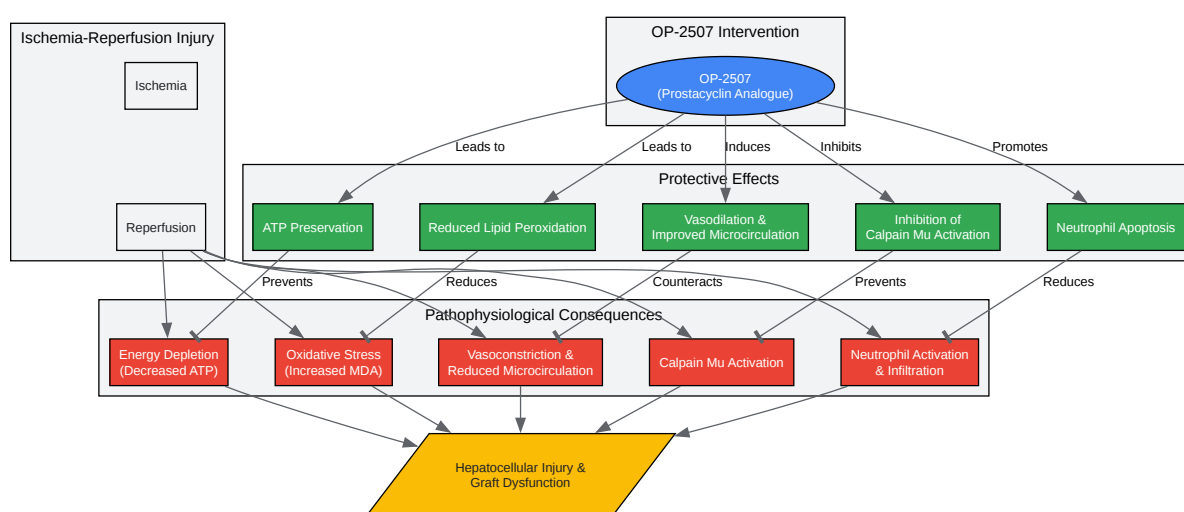 Ischemia-Reperfusion Injury
OP-2507 Intervention
Ischemia
OP-2507
(Prostacyclin Analogue)
Leads to
Leads to
Induces
Inhibits
Promotes
Protective Effects
Reperfusion
ATP Preservation
Reduced Lipid Peroxidation
Vasodilation &
Improved Microcirculation
Inhibition of
Calpain Mu Activation
Neutrophil Apoptosis
Prevents
Reduces
Counteracts
Prevents
Reduces
Pathophysiological Consequences
Energy Depletion
(Decreased ATP)
Oxidative Stress
(Increased MDA)
Vasoconstriction &
Reduced Microcirculation
Calpain Mu Activation
Neutrophil Activation
& Infiltration
Hepatocellular Injury &
Graft Dysfunction